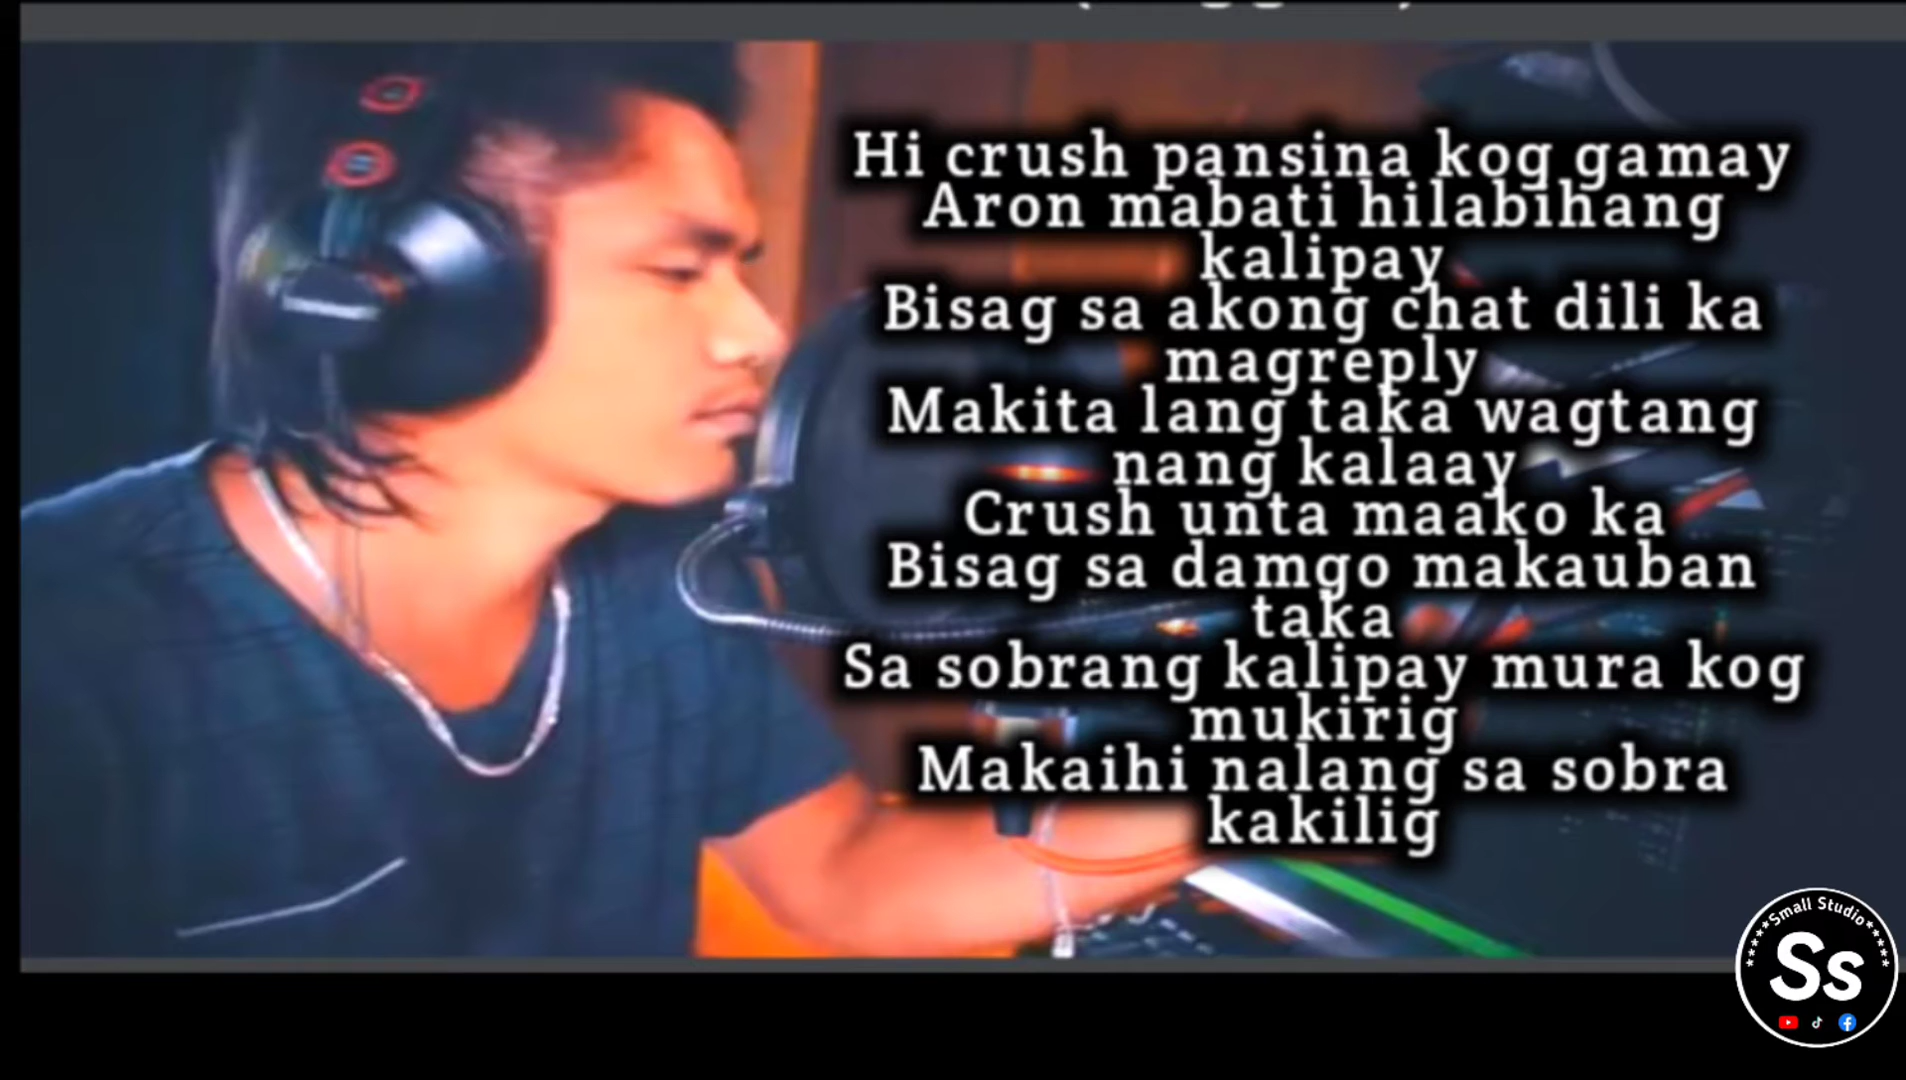 Hi crush pansina kog gamay
Aron mabati hilabihang
kalipay
Bisag sa akong chat dili ka
magreply
Makita lang taka wagtang
nang kalaay
Crush unta maako ka
Bisag sa damgo makauban
taka
Sa sobrang kalipay mura kog
mukirig
Makaihi nalang sa sobra
kakilig
Small Studio
Ss